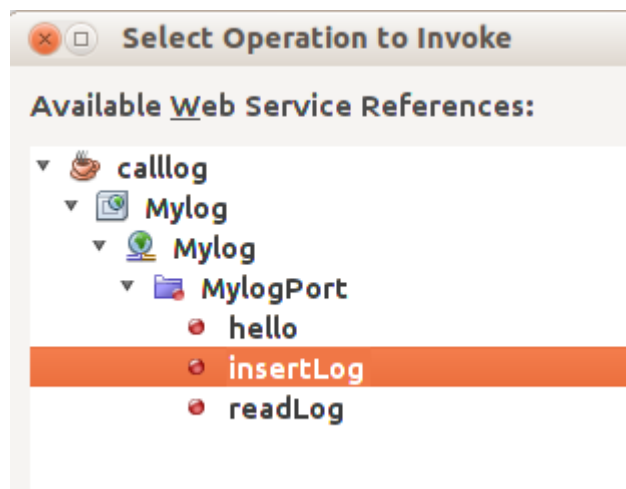 Select Operation to Invoke
Available Web Service References:
calllog
Mylog
Mylog
MylogPort
hello
insertLog
readLog